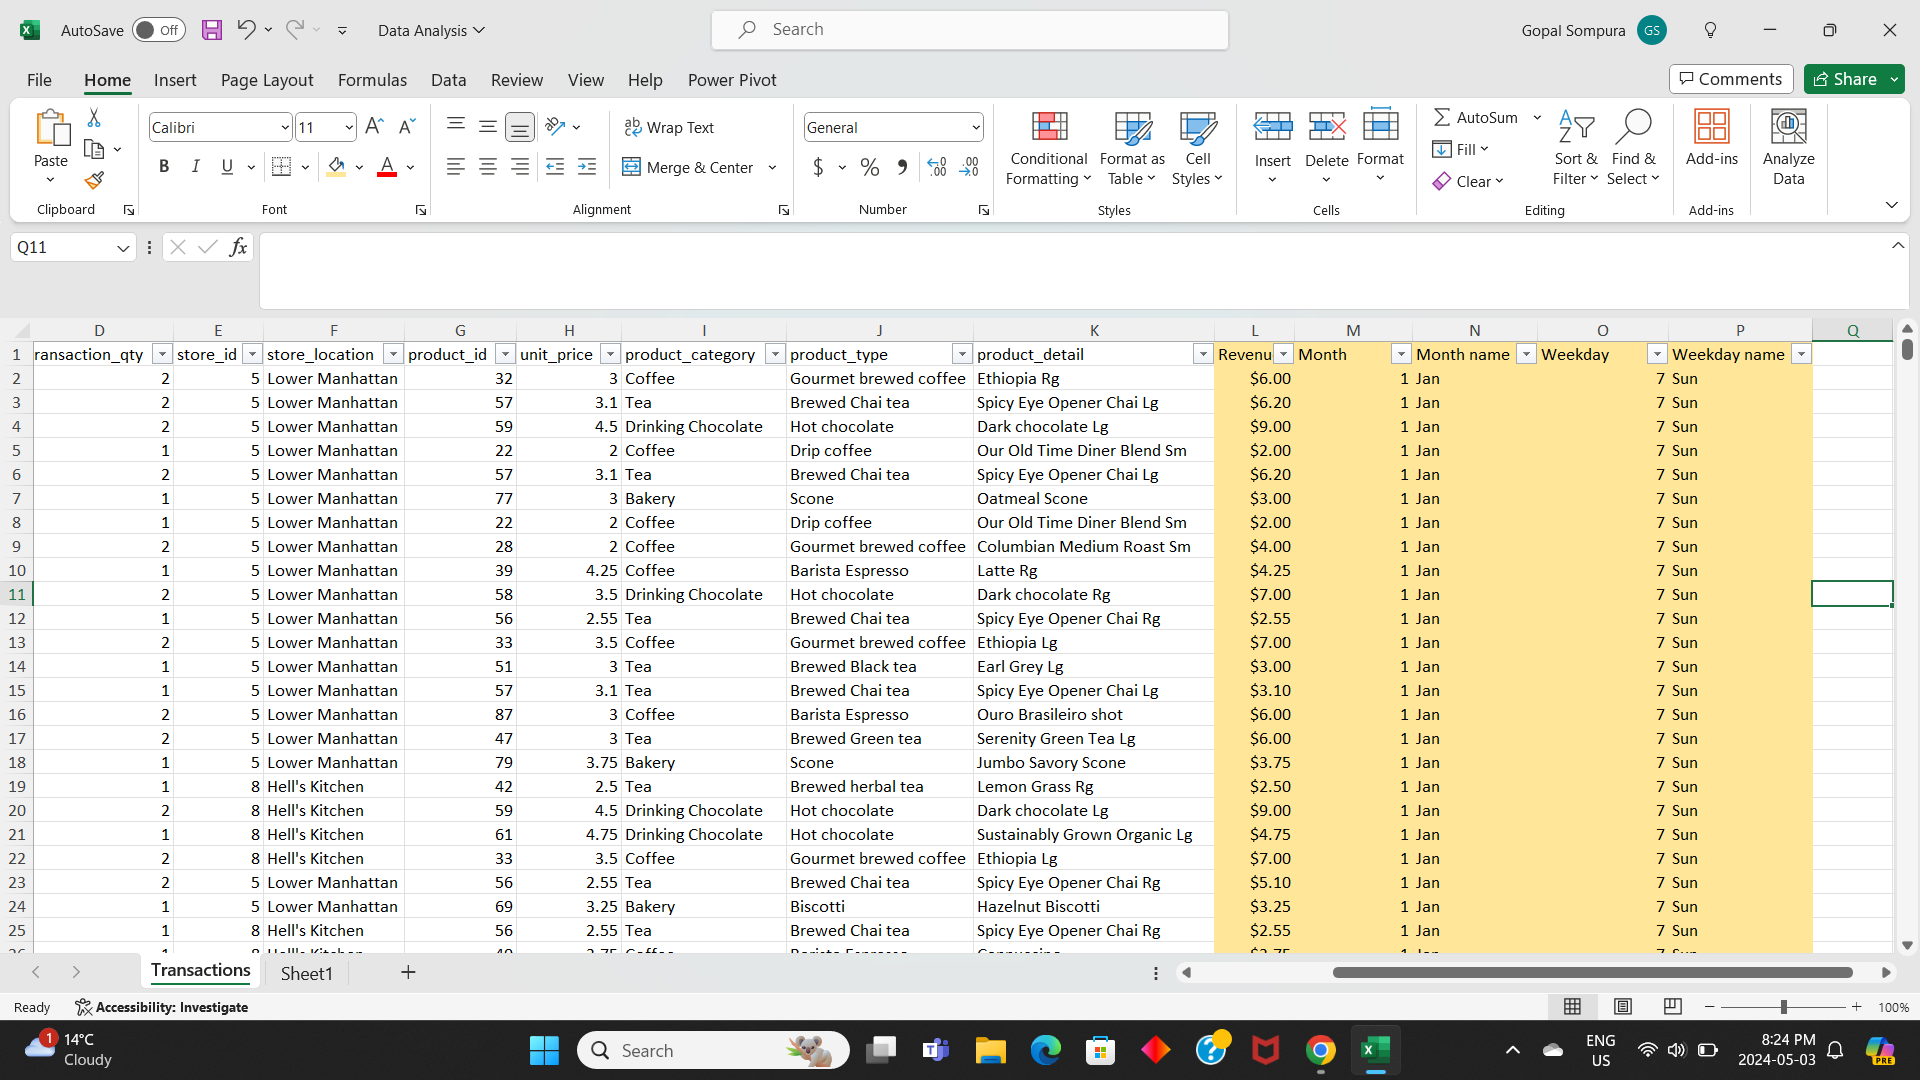 AutoSave Off Data Analysis Search Gopal Sompura GS
File Home Insert Page Layout Formulas Data Review View Help Power Pivot Comments Share
Paste Calibri 11 Wrap Text General Conditional Formatting Format as Table Cell Styles Insert Delete Format AutoSum Fill Clear Sort & Filter Find & Select Add-ins Analyze Data
B I U A Merge & Center $ %
Clipboard Font Alignment Number Styles Cells Editing Add-ins
Q11 fx
D E F G H I J K L M N O P Q
1 ransaction_qty store_id store_location product_id unit_price product_category product_type product_detail Revenu Month Month name Weekday Weekday name
2 2 5 Lower Manhattan 32 3 Coffee Gourmet brewed coffee Ethiopia Rg $6.00 1 Jan 7 Sun
3 2 5 Lower Manhattan 57 3.1 Tea Brewed Chai tea Spicy Eye Opener Chai Lg $6.20 1 Jan 7 Sun
4 2 5 Lower Manhattan 59 4.5 Drinking Chocolate Hot chocolate Dark chocolate Lg $9.00 1 Jan 7 Sun
5 1 5 Lower Manhattan 22 2 Coffee Drip coffee Our Old Time Diner Blend Sm $2.00 1 Jan 7 Sun
6 2 5 Lower Manhattan 57 3.1 Tea Brewed Chai tea Spicy Eye Opener Chai Lg $6.20 1 Jan 7 Sun
7 1 5 Lower Manhattan 77 3 Bakery Scone Oatmeal Scone $3.00 1 Jan 7 Sun
8 1 5 Lower Manhattan 22 2 Coffee Drip coffee Our Old Time Diner Blend Sm $2.00 1 Jan 7 Sun
9 2 5 Lower Manhattan 28 2 Coffee Gourmet brewed coffee Columbian Medium Roast Sm $4.00 1 Jan 7 Sun
10 1 5 Lower Manhattan 39 4.25 Coffee Barista Espresso Latte Rg $4.25 1 Jan 7 Sun
11 2 5 Lower Manhattan 58 3.5 Drinking Chocolate Hot chocolate Dark chocolate Rg $7.00 1 Jan 7 Sun
12 1 5 Lower Manhattan 56 2.55 Tea Brewed Chai tea Spicy Eye Opener Chai Rg $2.55 1 Jan 7 Sun
13 2 5 Lower Manhattan 33 3.5 Coffee Gourmet brewed coffee Ethiopia Lg $7.00 1 Jan 7 Sun
14 1 5 Lower Manhattan 51 3 Tea Brewed Black tea Earl Grey Lg $3.00 1 Jan 7 Sun
15 1 5 Lower Manhattan 57 3.1 Tea Brewed Chai tea Spicy Eye Opener Chai Lg $3.10 1 Jan 7 Sun
16 2 5 Lower Manhattan 87 3 Coffee Barista Espresso Ouro Brasileiro shot $6.00 1 Jan 7 Sun
17 2 5 Lower Manhattan 47 3 Tea Brewed Green tea Serenity Green Tea Lg $6.00 1 Jan 7 Sun
18 1 5 Lower Manhattan 79 3.75 Bakery Scone Jumbo Savory Scone $3.75 1 Jan 7 Sun
19 1 8 Hell's Kitchen 42 2.5 Tea Brewed herbal tea Lemon Grass Rg $2.50 1 Jan 7 Sun
20 2 8 Hell's Kitchen 59 4.5 Drinking Chocolate Hot chocolate Dark chocolate Lg $9.00 1 Jan 7 Sun
21 1 8 Hell's Kitchen 61 4.75 Drinking Chocolate Hot chocolate Sustainably Grown Organic Lg $4.75 1 Jan 7 Sun
22 2 8 Hell's Kitchen 33 3.5 Coffee Gourmet brewed coffee Ethiopia Lg $7.00 1 Jan 7 Sun
23 2 5 Lower Manhattan 56 2.55 Tea Brewed Chai tea Spicy Eye Opener Chai Rg $5.10 1 Jan 7 Sun
24 1 5 Lower Manhattan 69 3.25 Bakery Biscotti Hazelnut Biscotti $3.25 1 Jan 7 Sun
25 1 8 Hell's Kitchen 56 2.55 Tea Brewed Chai tea Spicy Eye Opener Chai Rg $2.55 1 Jan 7 Sun
Transactions Sheet1
Ready Accessibility: Investigate 100%
1 14°C Cloudy Search ENG US 8:24 PM 2024-05-03 PRE